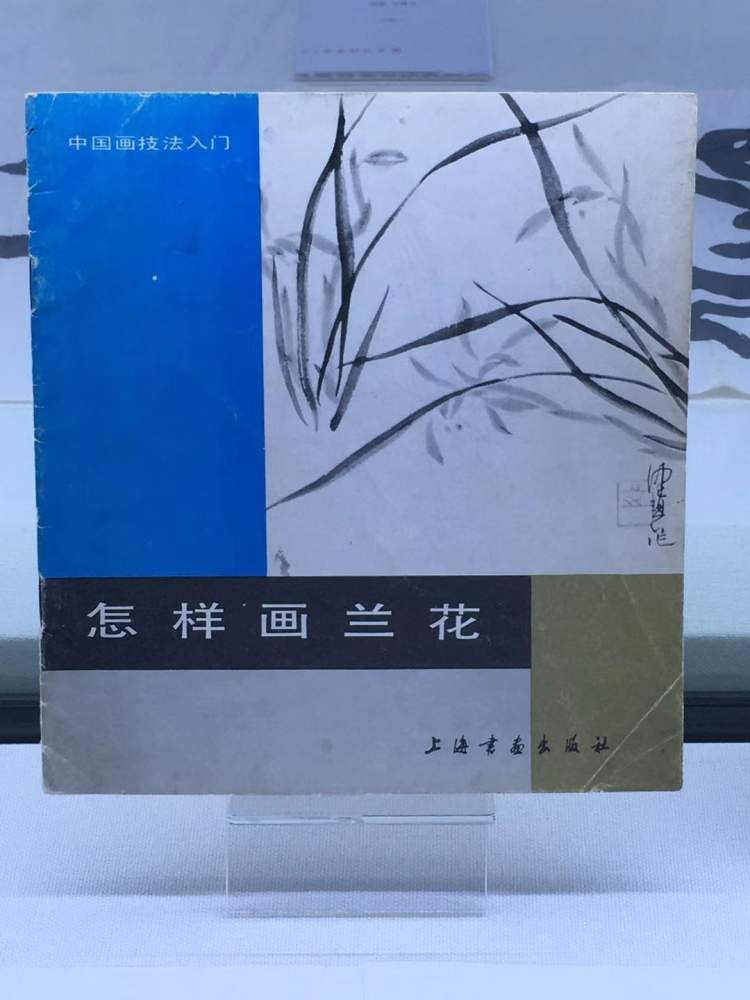 中国画技法入门
怎样画兰花
上海书画出版社